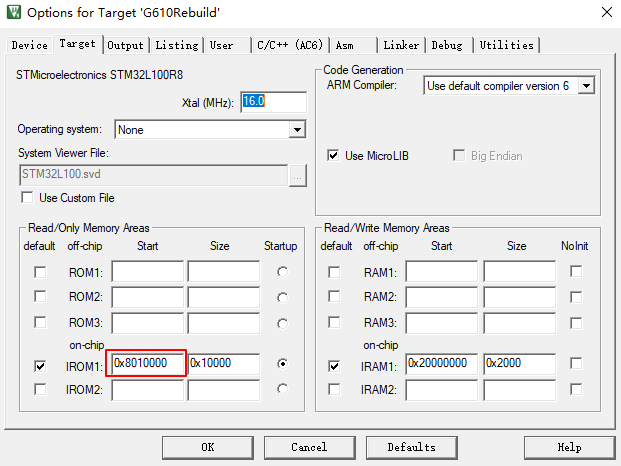 Options for Target 'G610Rebuild'
Device Target Output Listing User C/C++ (AC6) Asm Linker Debug Utilities
STMicroelectronics STM32L100R8
Xtal (MHz): 16.0
Operating system: None
System Viewer File:
STM32L100.svd ...
Use Custom File
Code Generation
ARM Compiler: Use default compiler version 6
Use MicroLIB Big Endian
Read/Only Memory Areas
default off-chip Start Size Startup
ROM1:
ROM2:
ROM3:
on-chip
IROM1: 0x8010000 0x10000
IROM2:
Read/Write Memory Areas
default off-chip Start Size NoInit
RAM1:
RAM2:
RAM3:
on-chip
IRAM1: 0x20000000 0x2000
IRAM2:
OK Cancel Defaults Help